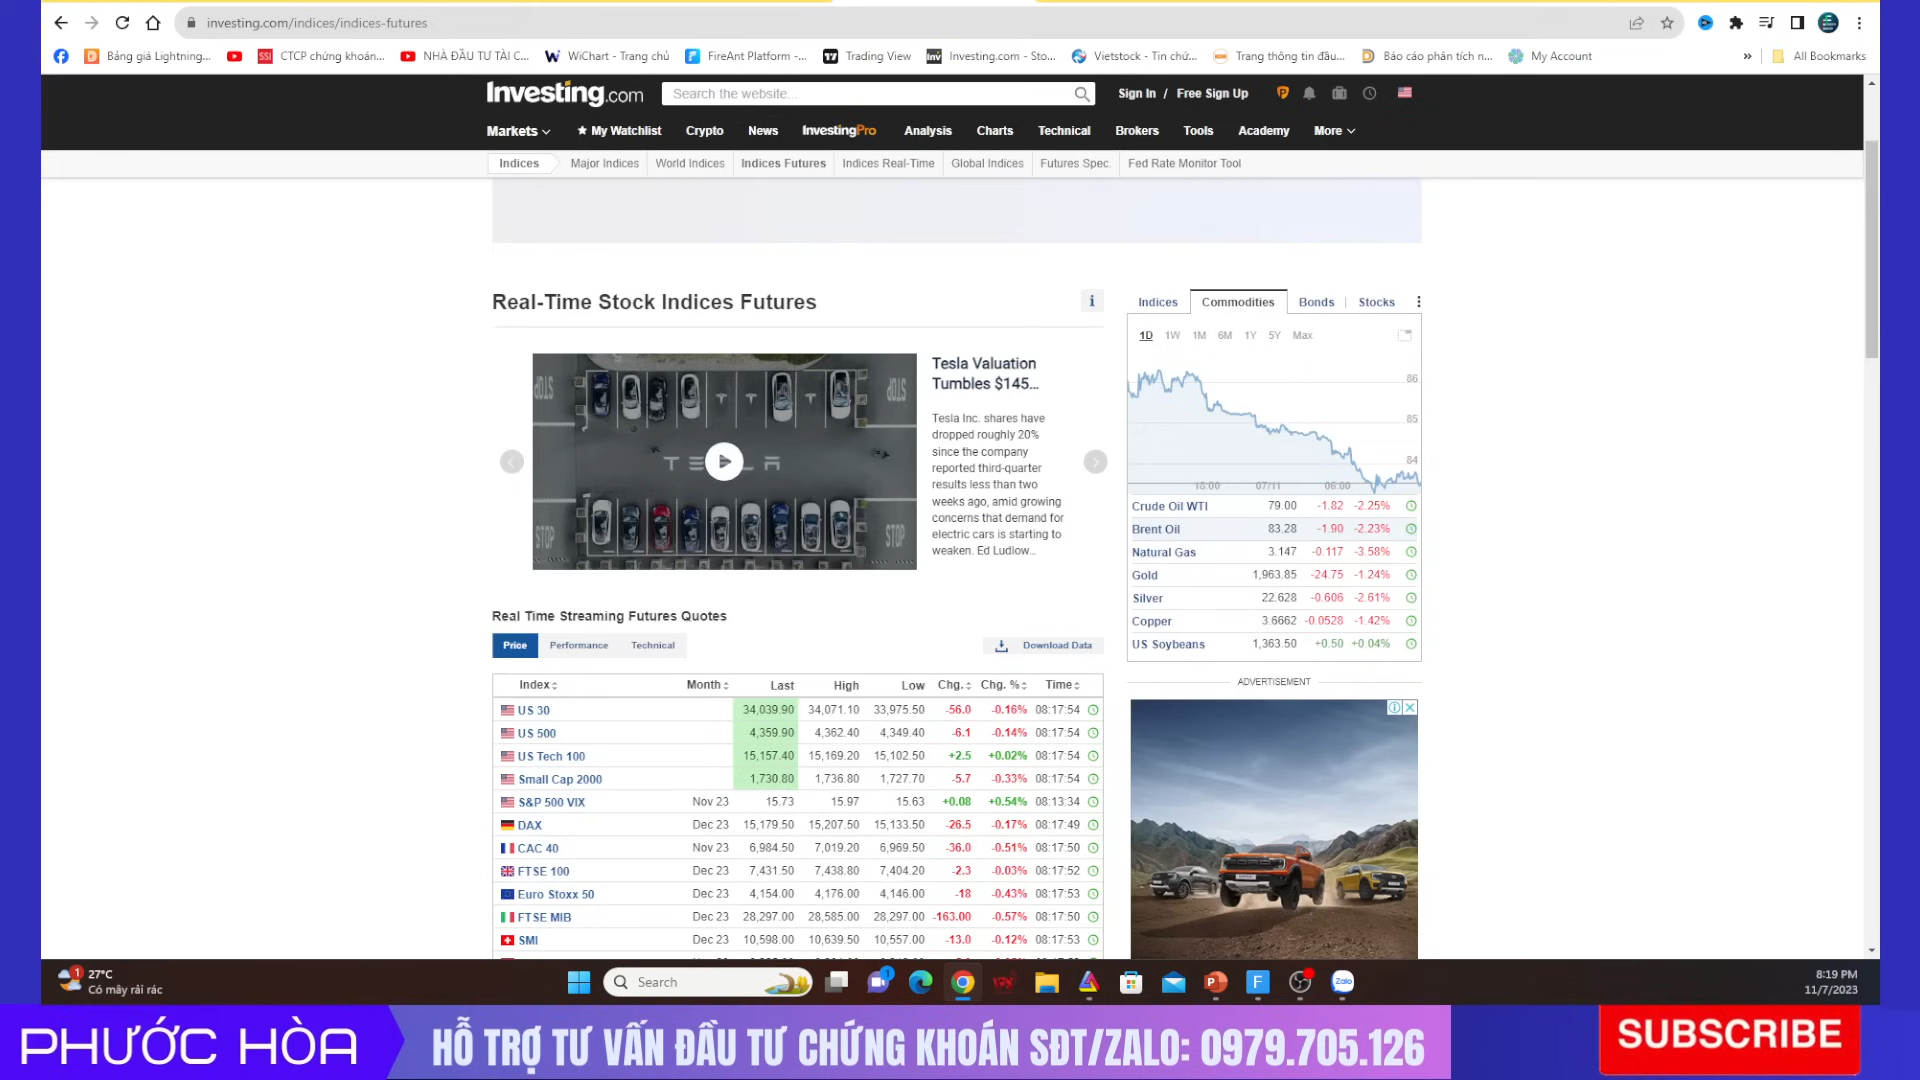 investing.com/indices/indices-futures
Bảng giá Lightning...
CTCP chứng khoán...
NHÀ ĐẦU TƯ TÀI C...
WiChart - Trang chủ
FireAnt Platform -...
Trading View
Investing.com - Sto...
Vietstock - Tin chứ...
Trang thông tin đầu...
Báo cáo phân tích n...
My Account
»
All Bookmarks
Investing.com
Search the website...
Sign In / Free Sign Up
Markets
My Watchlist
Crypto
News
InvestingPro
Analysis
Charts
Technical
Brokers
Tools
Academy
More
Indices
Major Indices
World Indices
Indices Futures
Indices Real-Time
Global Indices
Futures Spec.
Fed Rate Monitor Tool
Real-Time Stock Indices Futures
Tesla Valuation
Tumbles $145...
Tesla Inc. shares have
dropped roughly 20%
since the company
reported third-quarter
results less than two
weeks ago, amid growing
concerns that demand for
electric cars is starting to
weaken. Ed Ludlow...
Real Time Streaming Futures Quotes
Price Performance Technical
Download Data
Index Month Last High Low Chg. Chg. % Time
US 30 34,039.90 34,071.10 33,975.50 -56.0 -0.16% 08:17:54
US 500 4,359.90 4,362.40 4,349.40 -6.1 -0.14% 08:17:54
US Tech 100 15,157.40 15,169.20 15,102.50 +2.5 +0.02% 08:17:54
Small Cap 2000 1,730.80 1,736.80 1,727.70 -5.7 -0.33% 08:17:54
S&P 500 VIX Nov 23 15.73 15.97 15.63 +0.08 +0.54% 08:13:34
DAX Dec 23 15,179.50 15,207.50 15,133.50 -26.5 -0.17% 08:17:49
CAC 40 Nov 23 6,984.50 7,019.20 6,969.50 -36.0 -0.51% 08:17:50
FTSE 100 Dec 23 7,431.50 7,438.80 7,404.20 -2.3 -0.03% 08:17:52
Euro Stoxx 50 Dec 23 4,154.00 4,176.00 4,146.00 -18 -0.43% 08:17:53
FTSE MIB Dec 23 28,297.00 28,585.00 28,297.00 -163.00 -0.57% 08:17:50
SMI Dec 23 10,598.00 10,639.50 10,557.00 -13.0 -0.12% 08:17:53
Indices Commodities Bonds Stocks
1D 1W 1M 6M 1Y 5Y Max
86
85
84
07/11 06:00
Crude Oil WTI 79.00 -1.82 -2.25%
Brent Oil 83.28 -1.90 -2.23%
Natural Gas 3.147 -0.117 -3.58%
Gold 1,963.85 -24.75 -1.24%
Silver 22.628 -0.606 -2.61%
Copper 3.6662 -0.0528 -1.42%
US Soybeans 1,363.50 +0.50 +0.04%
ADVERTISEMENT
STOP
STOP
1
27°C
Có mây rải rác
Search
1
Zalo
8:19 PM
11/7/2023
PHƯỚC HÒA
HỖ TRỢ TƯ VẤN ĐẦU TƯ CHỨNG KHOÁN SĐT/ZALO: 0979.705.126
SUBSCRIBE